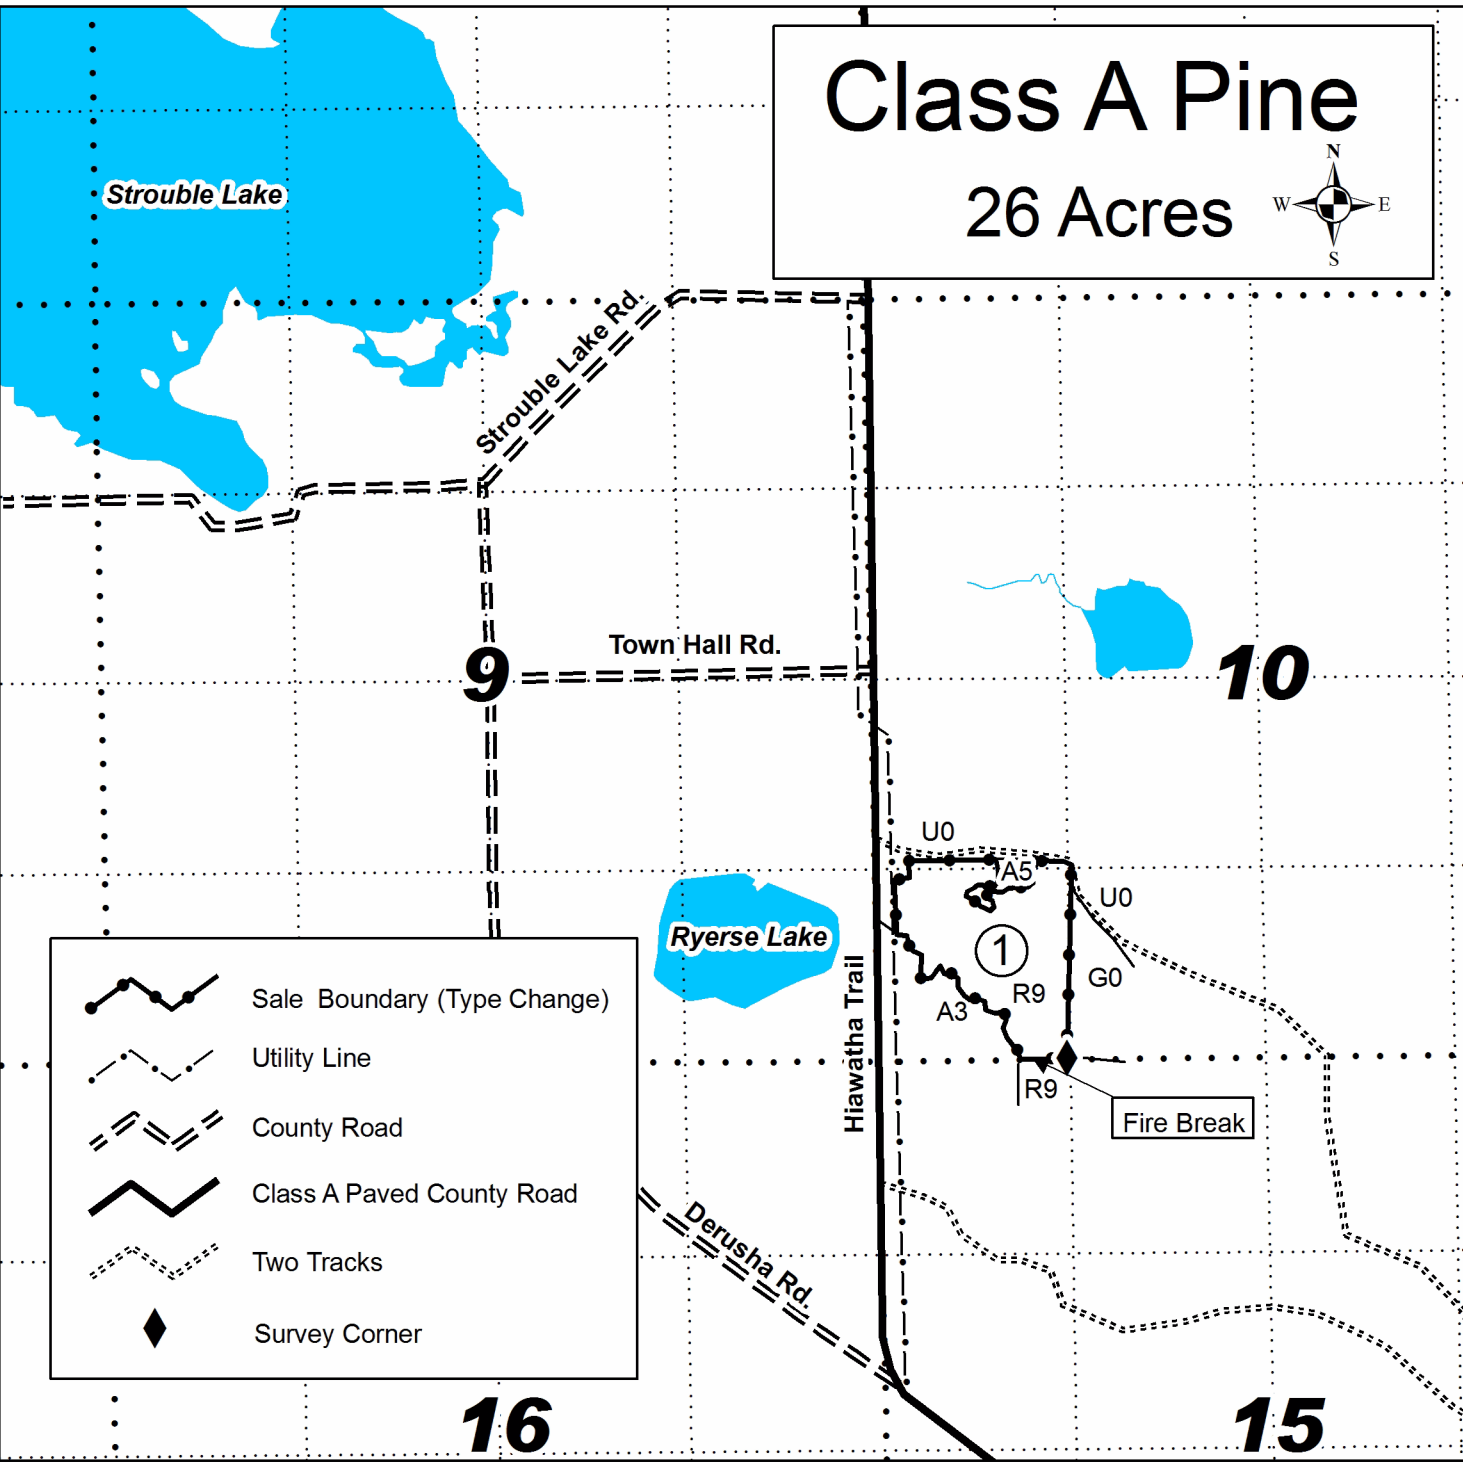 Class A Pine
26 Acres
N
W E
S
Strouble Lake
Strouble Lake Rd.
Town Hall Rd.
9
10
U0
A5
U0
1
Ryerse Lake
G0
R9
A3
Hiawatha Trail
R9
Fire Break
Sale Boundary (Type Change)
Utility Line
County Road
Class A Paved County Road
Two Tracks
Survey Corner
Derusha Rd.
16
15